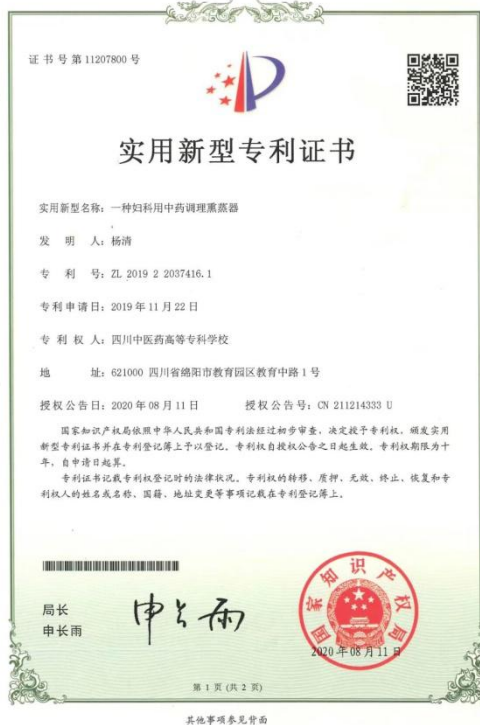 证书号第11207800号
实用新型专利证书
实用新型名称：一种妇科用中药调理熏蒸器
发明人：杨清
专利号：ZL 2019 2 2037416.1
专利申请日：2019年11月22日
专利权人：四川中医药高等专科学校
地址：621000 四川省绵阳市教育园区教育中路1号
授权公告日：2020年08月11日 授权公告号：CN 211214333 U
国家知识产权局依照中华人民共和国专利法经过初步审查，决定授予专利权，颁发实用
新型专利证书并在专利登记簿上予以登记。专利权自授权公告之日起生效。专利权期限为十
年，自申请日起算。
专利证书记载专利权登记时的法律状况。专利权的转移、质押、无效、终止、恢复和专
利权人的姓名或名称、国籍、地址变更等事项记载在专利登记簿上。
局长
申长雨
申长雨
国家知识产权局
2020年08月11日
第1页(共2页)
其他事项参见背面